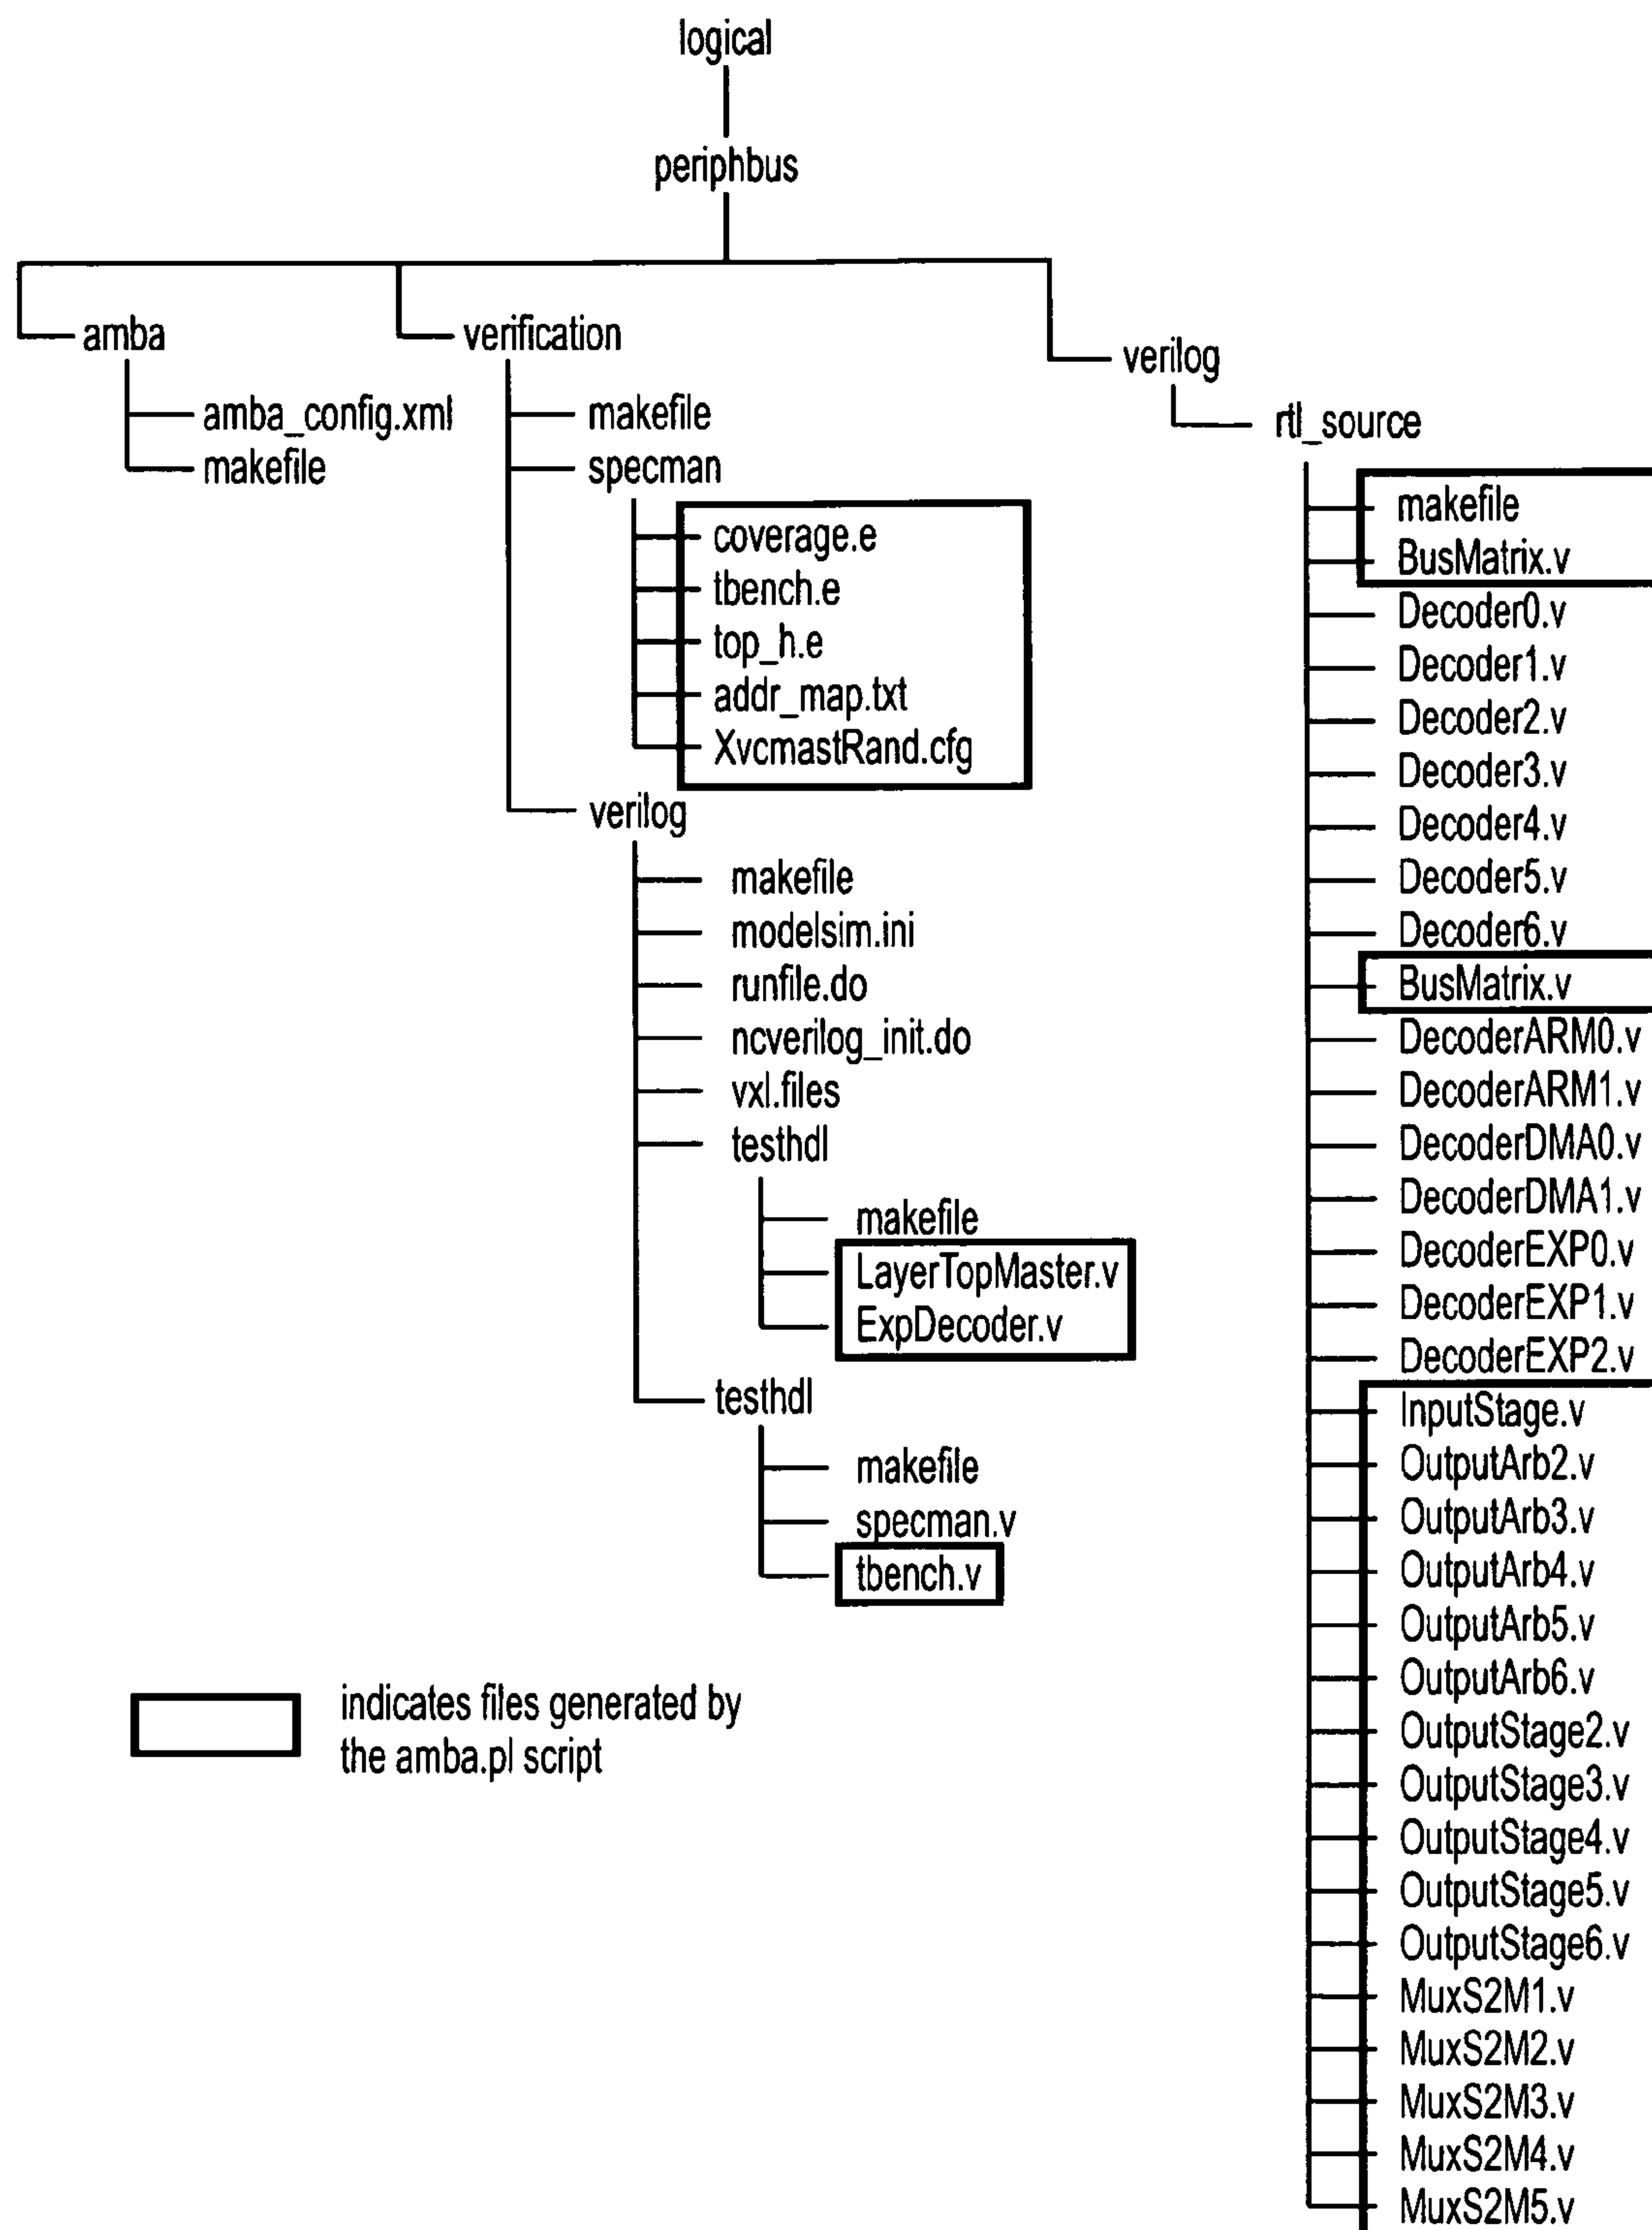 logical
periphbus
amba
amba_config.xml
makefile
verification
makefile
specman
coverage.e
tbench.e
top_h.e
addr_map.txt
XvcmastRand.cfg
verilog
makefile
modelsim.ini
runfile.do
ncverilog_init.do
vxl.files
testhdl
makefile
LayerTopMaster.v
ExpDecoder.v
testhdl
makefile
specman.v
tbench.v
verilog
rtl_source
makefile
BusMatrix.v
Decoder0.v
Decoder1.v
Decoder2.v
Decoder3.v
Decoder4.v
Decoder5.v
Decoder6.v
BusMatrix.v
DecoderARM0.v
DecoderARM1.v
DecoderDMA0.v
DecoderDMA1.v
DecoderEXP0.v
DecoderEXP1.v
DecoderEXP2.v
InputStage.v
OutputArb2.v
OutputArb3.v
OutputArb4.v
OutputArb5.v
OutputArb6.v
OutputStage2.v
OutputStage3.v
OutputStage4.v
OutputStage5.v
OutputStage6.v
MuxS2M1.v
MuxS2M2.v
MuxS2M3.v
MuxS2M4.v
MuxS2M5.v
indicates files generated by
the amba.pl script